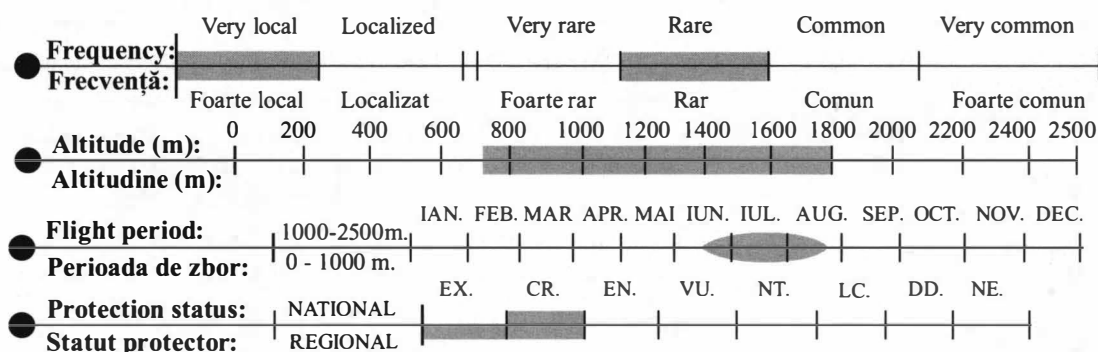 Very local Localized Very rare Rare Common Very common
Frequency:
Frecvență:
Foarte local Localizat Foarte rar Rar Comun Foarte comun
0 200 400 600 800 1000 1200 1400 1600 1800 2000 2200 2400 2500
Altitude (m):
Altitudine (m):
IAN. FEB. MAR APR. MAI IUN. IUL. AUG. SEP. OCT. NOV. DEC.
Flight period: 1000-2500m.
Perioada de zbor: 0 - 1000 m.
EX. CR. EN. VU. NT. LC. DD. NE.
Protection status: NATIONAL
Statut protector: REGIONAL